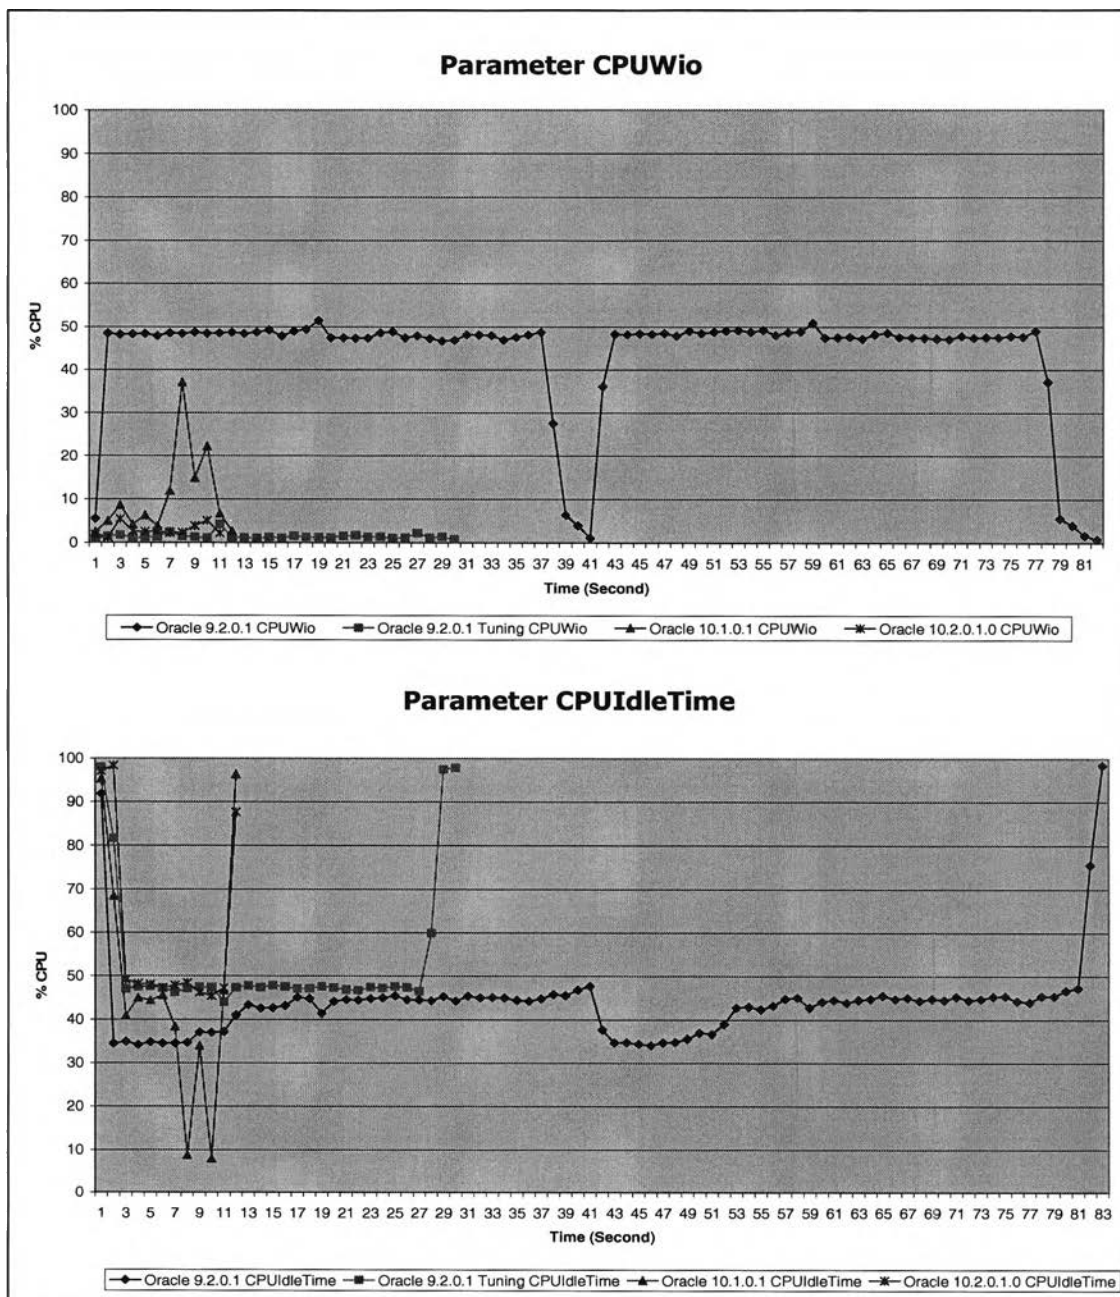 Parameter CPUWio
100
90
80
70
60
50
40
30
20
10
0
% CPU
1 3 5 7 9 11 13 15 17 19 21 23 25 27 29 31 33 35 37 39 41 43 45 47 49 51 53 55 57 59 61 63 65 67 69 71 73 75 77 79 81
Time (Second)
Oracle 9.2.0.1 CPUWio Oracle 9.2.0.1 Tuning CPUWio Oracle 10.1.0.1 CPUWio Oracle 10.2.0.1.0 CPUWio
Parameter CPUIdleTime
100
90
80
70
60
50
40
30
20
10
0
% CPU
1 3 5 7 9 11 13 15 17 19 21 23 25 27 29 31 33 35 37 39 41 43 45 47 49 51 53 55 57 59 61 63 65 67 69 71 73 75 77 79 81 83
Time (Second)
Oracle 9.2.0.1 CPUIdleTime Oracle 9.2.0.1 Tuning CPUIdleTime Oracle 10.1.0.1 CPUIdleTime Oracle 10.2.0.1.0 CPUIdleTime